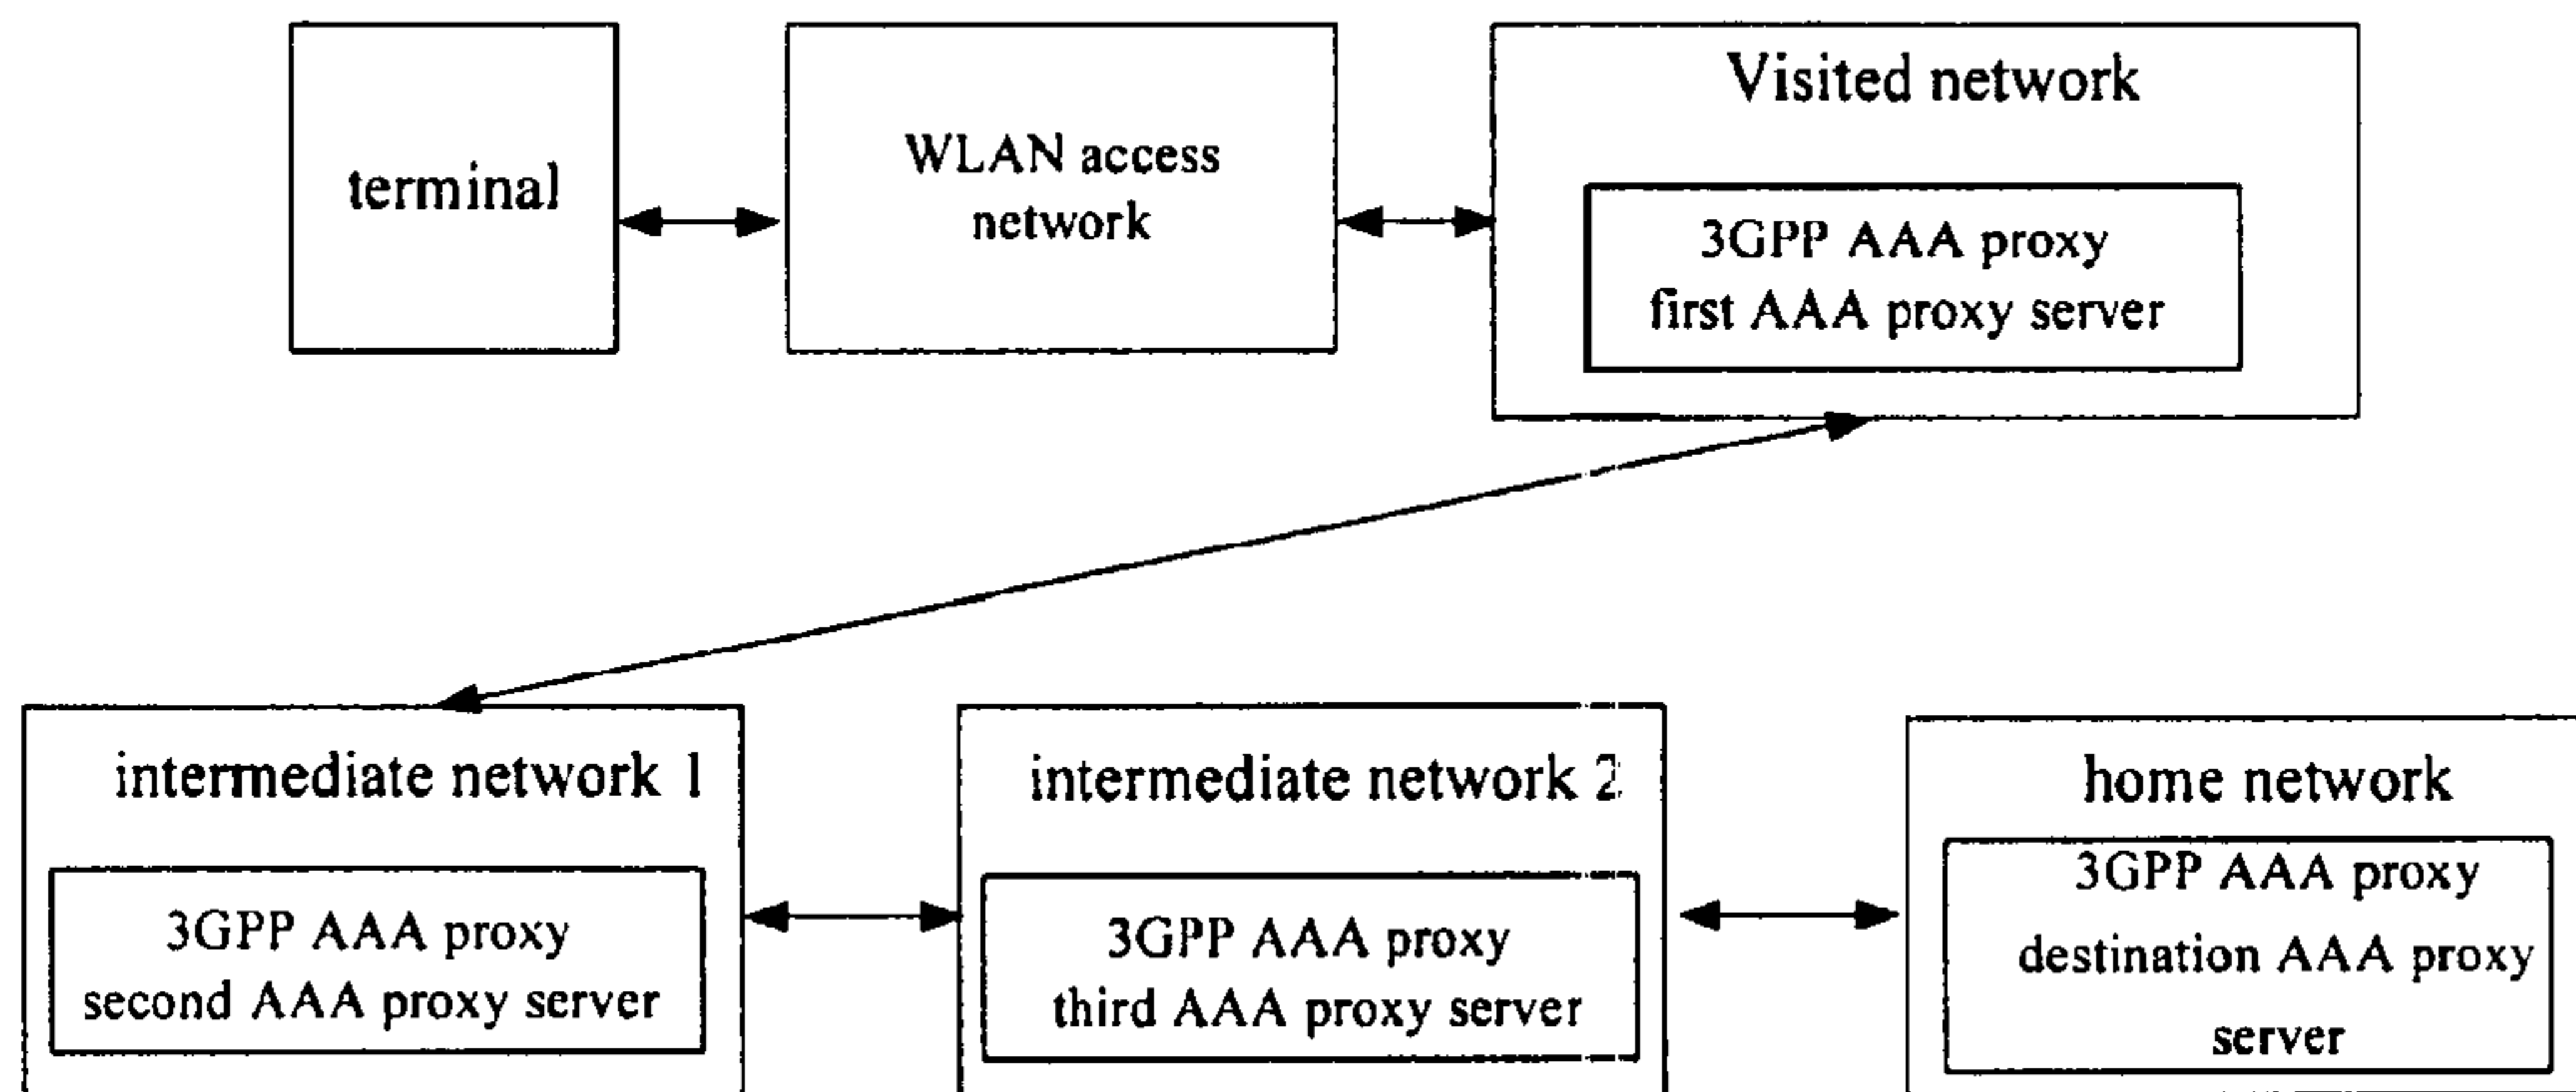 terminal
WLAN access
network
Visited network
3GPP AAA proxy
first AAA proxy server
intermediate network 1
3GPP AAA proxy
second AAA proxy server
intermediate network 2
3GPP AAA proxy
third AAA proxy server
home network
3GPP AAA proxy
destination AAA proxy
server